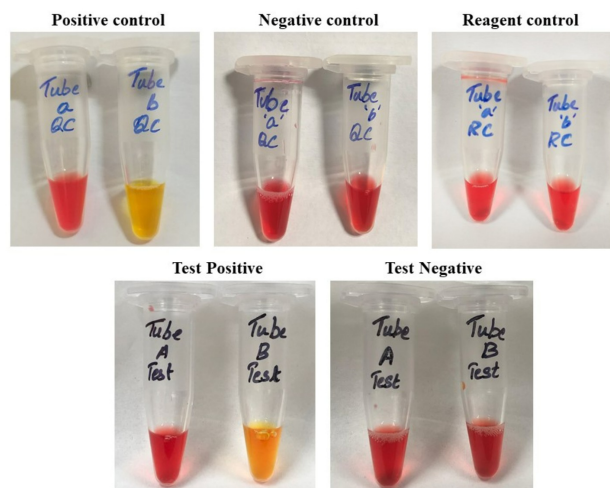 Positive control
Negative control
Reagent control
Tube
a
QC
Tube
b
QC
Tube
'a'
QC
Tube
'b'
QC
Tube
'a'
RC
Tube
'b'
RC
Test Positive
Test Negative
Tube
A
Test
Tube
B
Test
Tube
A
Test
Tube
B
Test